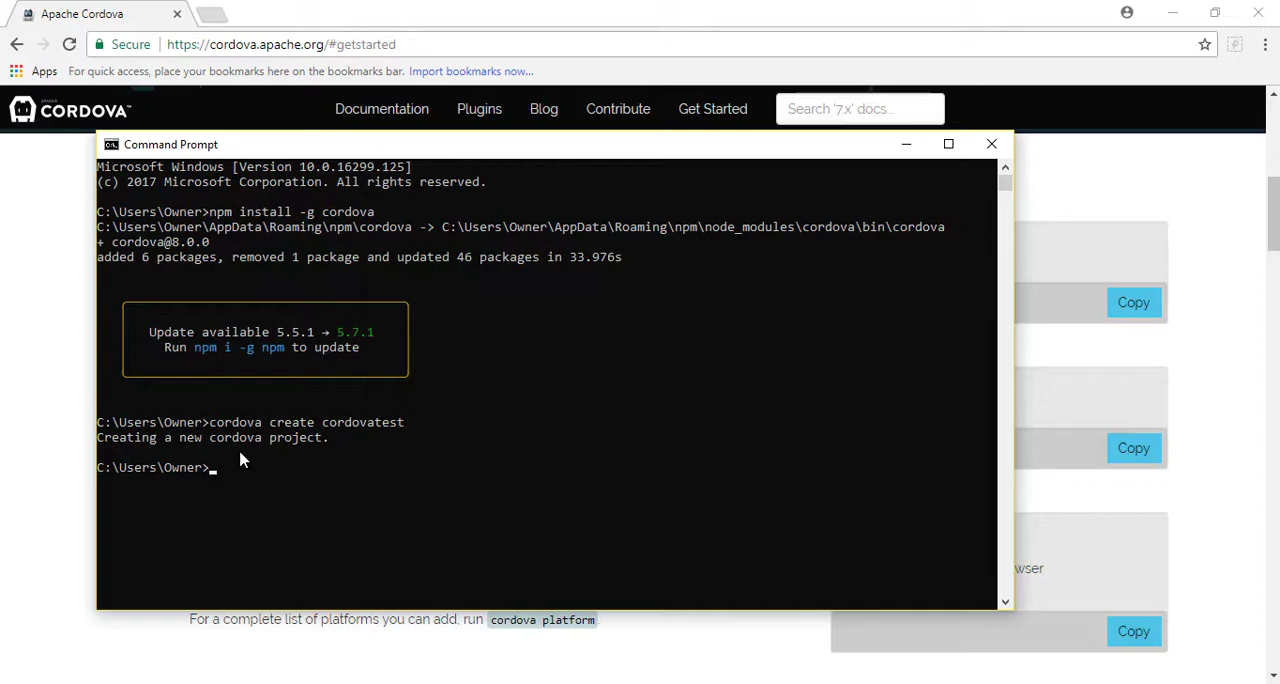 Apache Cordova
Secure
https://cordova.apache.org/#getstarted
Apps
For quick access, place your bookmarks here on the bookmarks bar. Import bookmarks now...
APACHE
CORDOVA™
Documentation
Plugins
Blog
Contribute
Get Started
Search '7.x' docs...
Command Prompt
Microsoft Windows [Version 10.0.16299.125]
(c) 2017 Microsoft Corporation. All rights reserved.
C:\Users\Owner>npm install -g cordova
C:\Users\Owner\AppData\Roaming\npm\cordova -> C:\Users\Owner\AppData\Roaming\npm\node_modules\cordova\bin\cordova
+ cordova@8.0.0
added 6 packages, removed 1 package and updated 46 packages in 33.976s
Update available 5.5.1 → 5.7.1
Run npm i -g npm to update
C:\Users\Owner>cordova create cordovatest
Creating a new cordova project.
C:\Users\Owner>
Copy
Copy
wser
For a complete list of platforms you can add, run cordova platform.
Copy